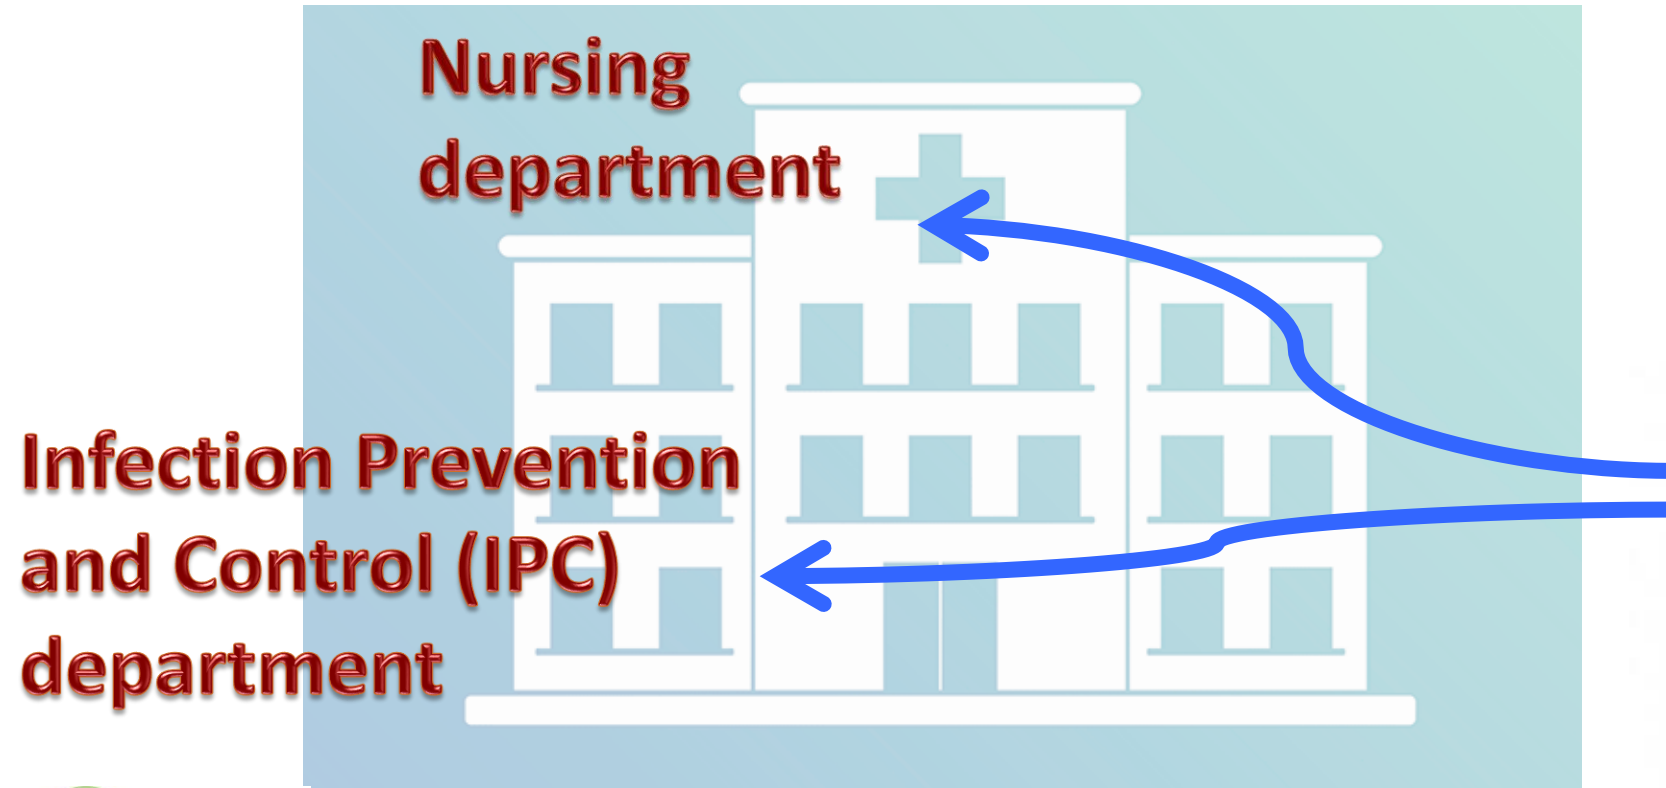 Nursing
department
Infection Prevention
and Control (IPC)
department